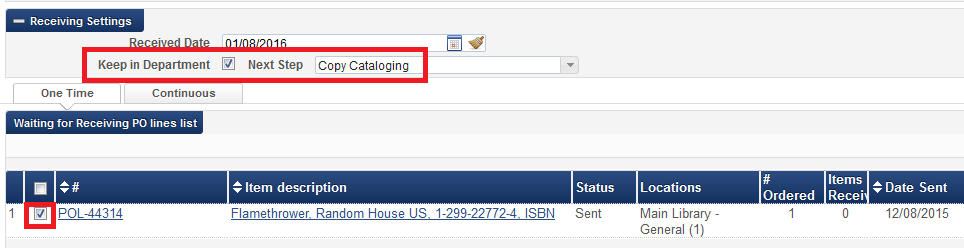 Receiving Settings
Received Date 01/08/2016
Keep in Department Next Step Copy Cataloging
One Time Continuous
Waiting for Receiving PO lines list
# Item description Status Locations # Ordered Items Receiv Date Sent
1 POL-44314 Flamethrower, Random House US, 1-299-22772-4, ISBN Sent Main Library - 1 0 12/08/2015
General (1)